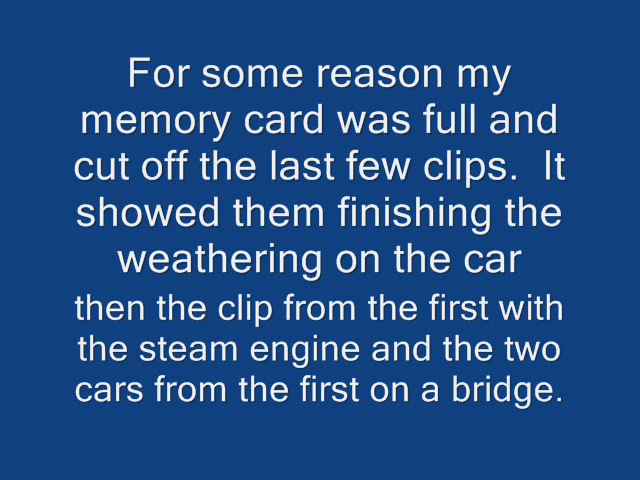 For some reason my
memory card was full and
cut off the last few clips.  It
showed them finishing the
weathering on the car
then the clip from the first with
the steam engine and the two
cars from the first on a bridge.